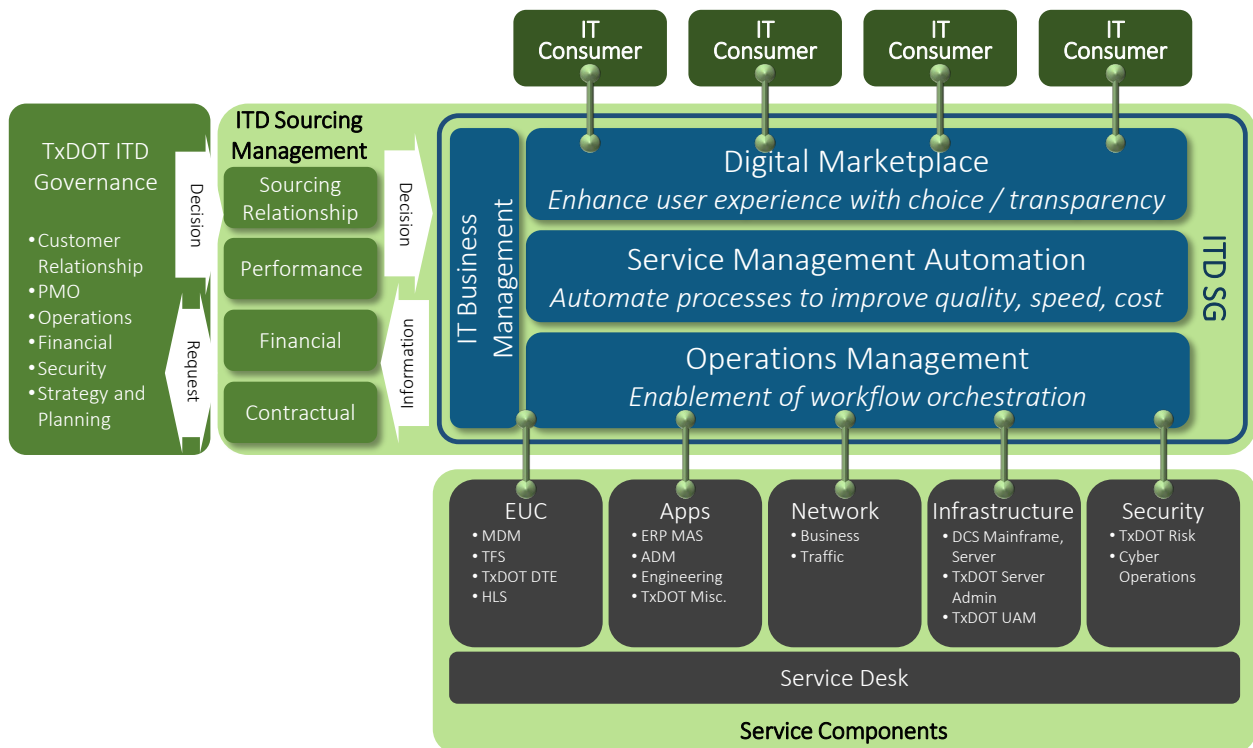 IT
Consumer
IT
Consumer
IT
Consumer
IT
Consumer
TxDOT ITD
Governance
•Customer
Relationship
•PMO
•Operations
•Financial
•Security
•Strategy and
Planning
Decision
Request
ITD Sourcing
Management
Sourcing
Relationship
Performance
Financial
Contractual
Decision
Information
IT Business
Management
Digital Marketplace
Enhance user experience with choice / transparency
Service Management Automation
Automate processes to improve quality, speed, cost
Operations Management
Enablement of workflow orchestration
ITD SG
EUC
• MDM
• TFS
• TxDOT DTE
• HLS
Apps
• ERP MAS
• ADM
• Engineering
• TxDOT Misc.
Network
• Business
• Traffic
Infrastructure
• DCS Mainframe,
Server
• TxDOT Server
Admin
• TxDOT UAM
Security
• TxDOT Risk
• Cyber
Operations
Service Desk
Service Components